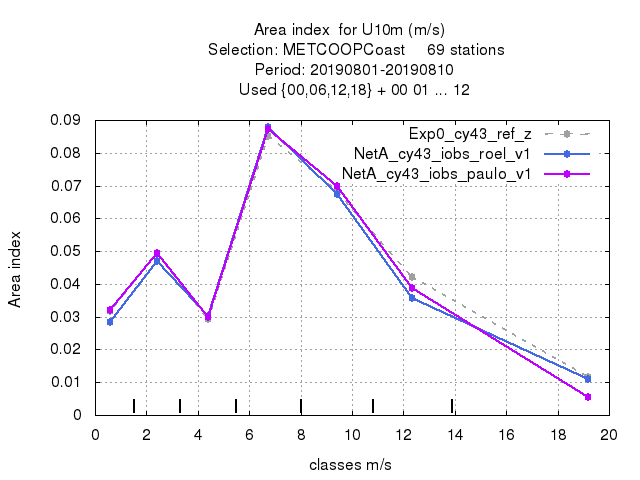 Area index  for U10m (m/s)
Selection: METCOOPCoast    69 stations
Period: 20190801-20190810
Used {00,06,12,18} + 00 01 ... 12
Exp0_cy43_ref_z
NetA_cy43_iobs_roel_v1
NetA_cy43_iobs_paulo_v1
Area index
0.09
0.08
0.07
0.06
0.05
0.04
0.03
0.02
0.01
0
0 2 4 6 8 10 12 14 16 18 20
classes m/s